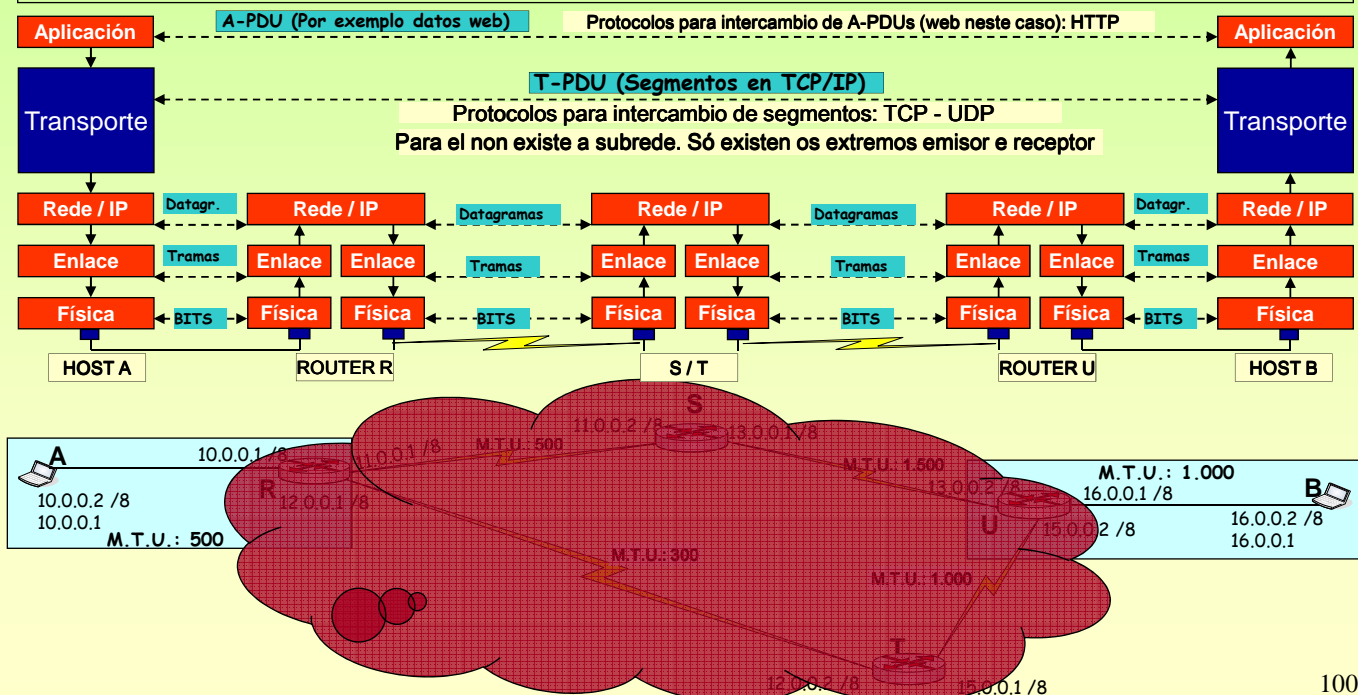 A-PDU (Por exemplo datos web)
Protocolos para intercambio de A-PDUs (web neste caso): HTTP
Aplicación
Aplicación
T-PDU (Segmentos en TCP/IP)
Transporte
Protocolos para intercambio de segmentos: TCP - UDP
Transporte
Para el non existe a subrede. Só existen os extremos emisor e receptor
Rede / IP
Datagr.
Rede / IP
Datagramas
Rede / IP
Datagramas
Rede / IP
Datagr.
Rede / IP
Enlace
Tramas
Enlace
Enlace
Tramas
Enlace
Enlace
Tramas
Enlace
Enlace
Tramas
Enlace
Física
BITS
Física
Física
BITS
Física
Física
BITS
Física
Física
BITS
Física
HOST A
ROUTER R
S / T
ROUTER U
HOST B
S
11.0.0.2 /8
13.0.0.1 /8
A
10.0.0.1 /8
11.0.0.1 /8
M.T.U.: 500
M.T.U.: 1.500
M.T.U.: 1.000
R
12.0.0.1 /8
13.0.0.2 /8
16.0.0.1 /8
B
10.0.0.2 /8
10.0.0.1
M.T.U.: 500
U
15.0.0.2 /8
16.0.0.2 /8
16.0.0.1
M.T.U.: 300
M.T.U.: 1.000
T
12.0.0.2 /8
15.0.0.1 /8
100